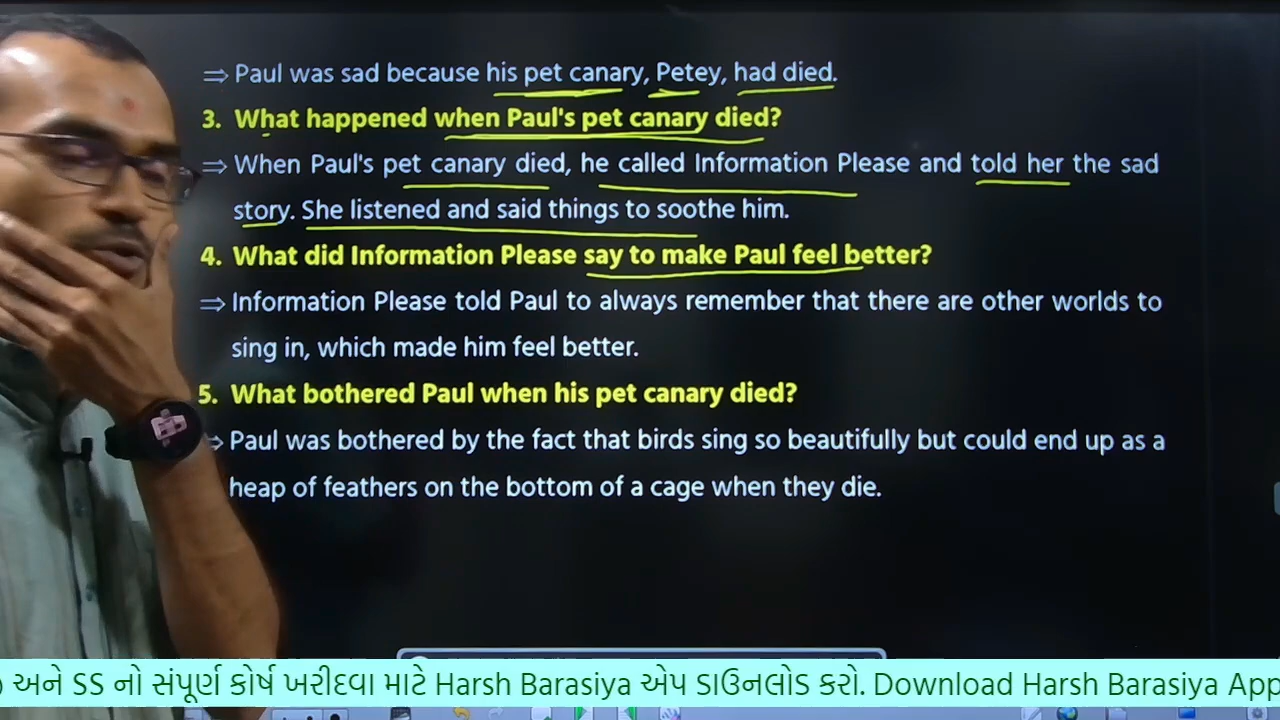 ⇒ Paul was sad because his pet canary, Petey, had died.
3. What happened when Paul's pet canary died?
⇒ When Paul's pet canary died, he called Information Please and told her the sad
story. She listened and said things to soothe him.
4. What did Information Please say to make Paul feel better?
⇒ Information Please told Paul to always remember that there are other worlds to
sing in, which made him feel better.
5. What bothered Paul when his pet canary died?
⇒ Paul was bothered by the fact that birds sing so beautifully but could end up as a
heap of feathers on the bottom of a cage when they die.
) અને SS નો સંપૂર્ણ કોર્ષ ખરીદવા માટે Harsh Barasiya એપ ડાઉનલોડ કરો. Download Harsh Barasiya App